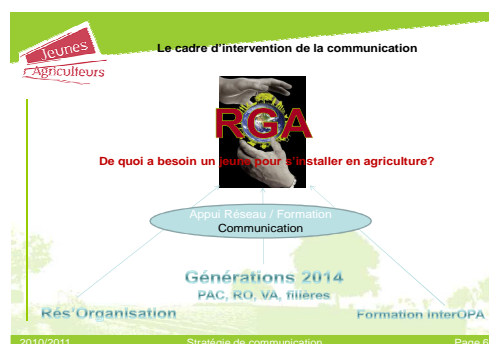 Jeunes
Agriculteurs
Le cadre d'intervention de la communication
RGA
De quoi a besoin un jeune pour s'installer en agriculture?
Appui Réseau / Formation
Communication
Générations 2014
PAC, RO, VA, filières
Rés'Organisation
Formation interOPA
2010/2011
Stratégie de communication
Page 6